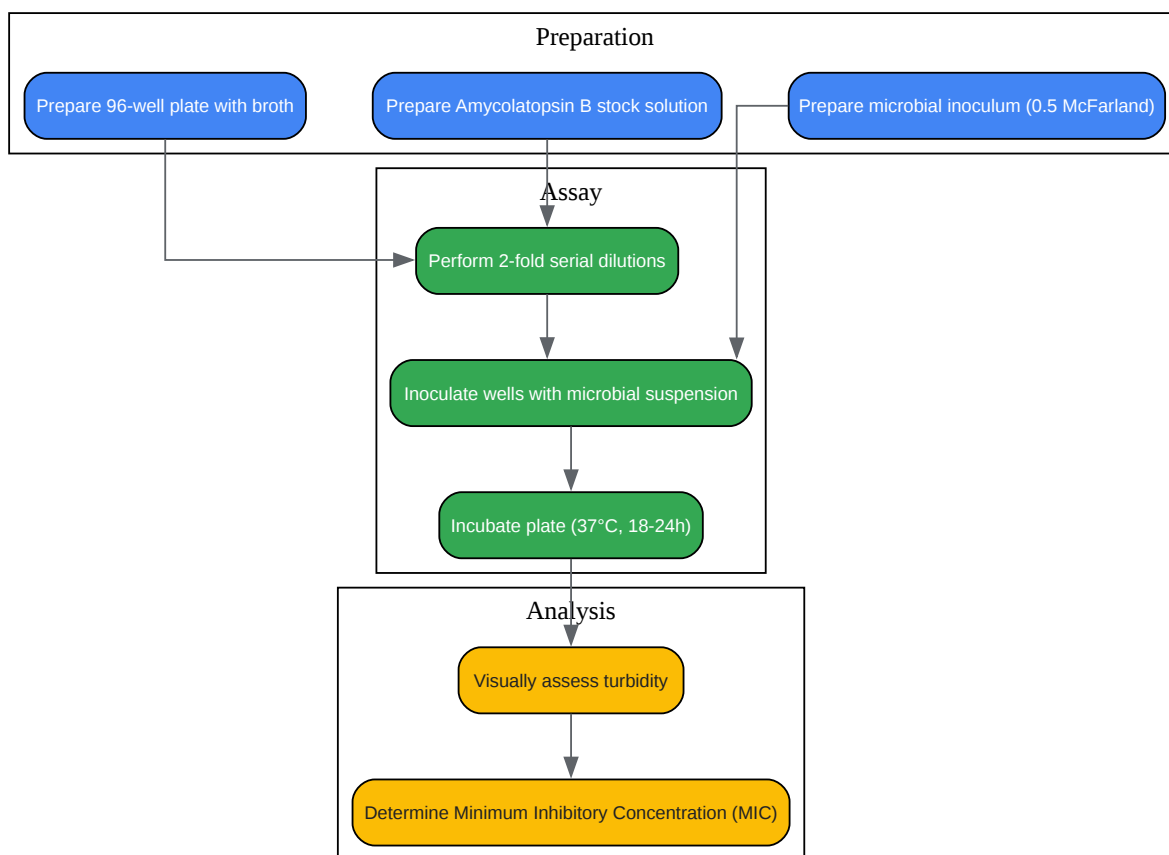 Preparation
Prepare 96-well plate with broth
Prepare Amycolatopsin B stock solution
Prepare microbial inoculum (0.5 McFarland)
Assay
Perform 2-fold serial dilutions
Inoculate wells with microbial suspension
Incubate plate (37°C, 18-24h)
Analysis
Visually assess turbidity
Determine Minimum Inhibitory Concentration (MIC)